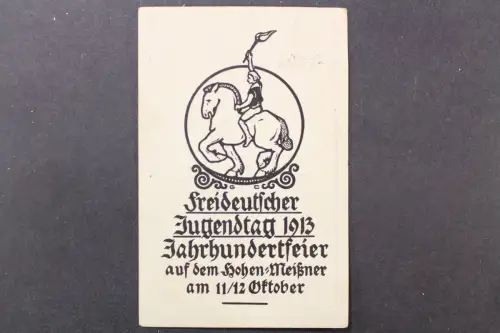 Freideutscher
Jugendtag 1913
Jahrhundertfeier
auf dem Hohen-Meißner
am 11/12 Oktober